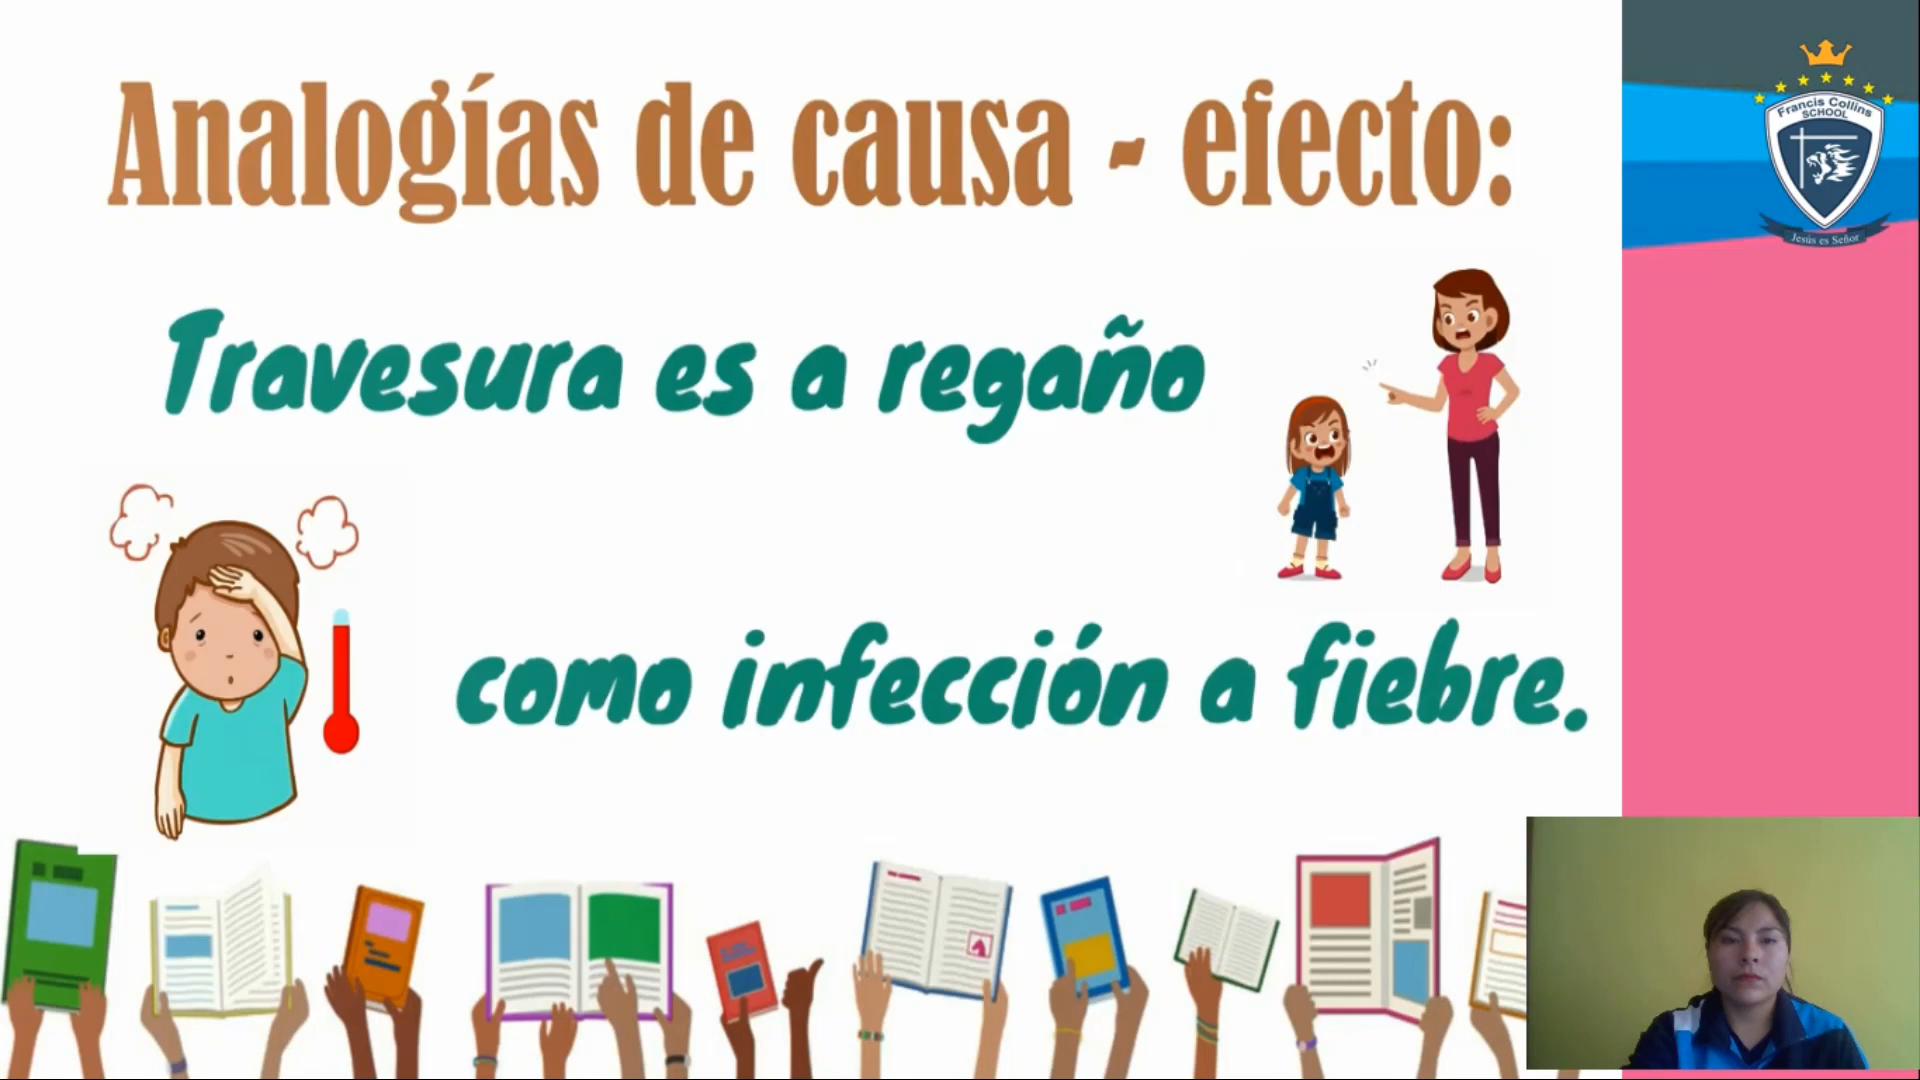 Analogías de causa - efecto:
Travesura es a regaño
como infección a fiebre.
Francis Collins
SCHOOL
Jesús es Señor